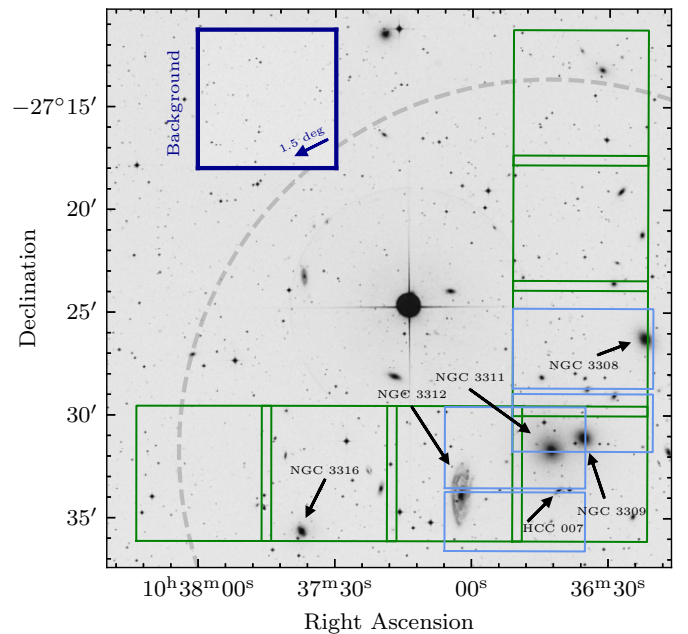 Background
1.5 deg
−27°15′
20′
25′
30′
35′
Declination
NGC 3308
NGC 3311
NGC 3312
NGC 3316
NGC 3309
HCC 007
10ʰ38ᵐ00ˢ
37ᵐ30ˢ
00ˢ
36ᵐ30ˢ
Right Ascension